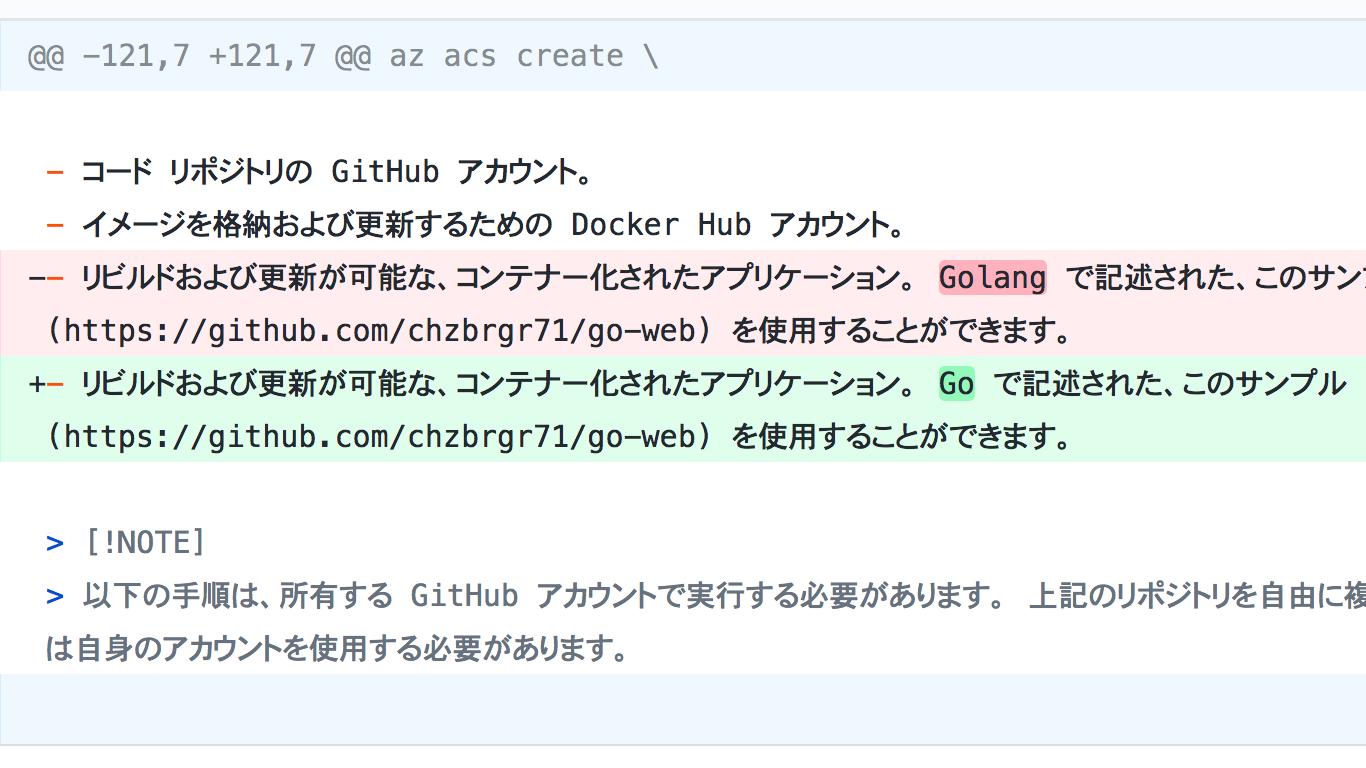 @@ -121,7 +121,7 @@ az acs create \
- コード リポジトリの GitHub アカウント。
- イメージを格納および更新するための Docker Hub アカウント。
-- リビルドおよび更新が可能な、コンテナー化されたアプリケーション。 Golang で記述された、このサン
(https://github.com/chzbrgr71/go-web) を使用することができます。
+- リビルドおよび更新が可能な、コンテナー化されたアプリケーション。 Go で記述された、このサンプル
(https://github.com/chzbrgr71/go-web) を使用することができます。
> [!NOTE]
> 以下の手順は、所有する GitHub アカウントで実行する必要があります。 上記のリポジトリを自由に複
は自身のアカウントを使用する必要があります。